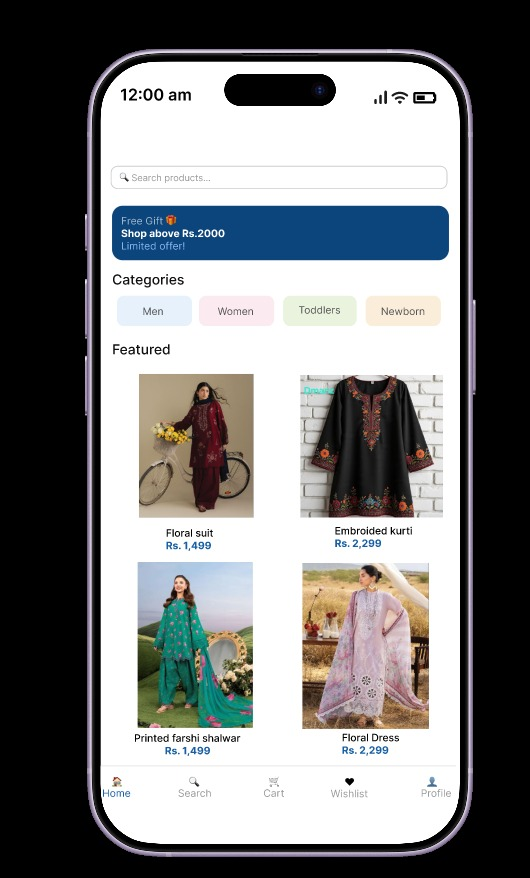 12:00 am
Search products...
Free Gift 🎁
Shop above Rs.2000
Limited offer!
Categories
Men
Women
Toddlers
Newborn
Featured
Floral suit
Rs. 1,499
Embroided kurti
Rs. 2,299
Printed farshi shalwar
Rs. 1,499
Floral Dress
Rs. 2,299
Home
Search
Cart
Wishlist
Profile